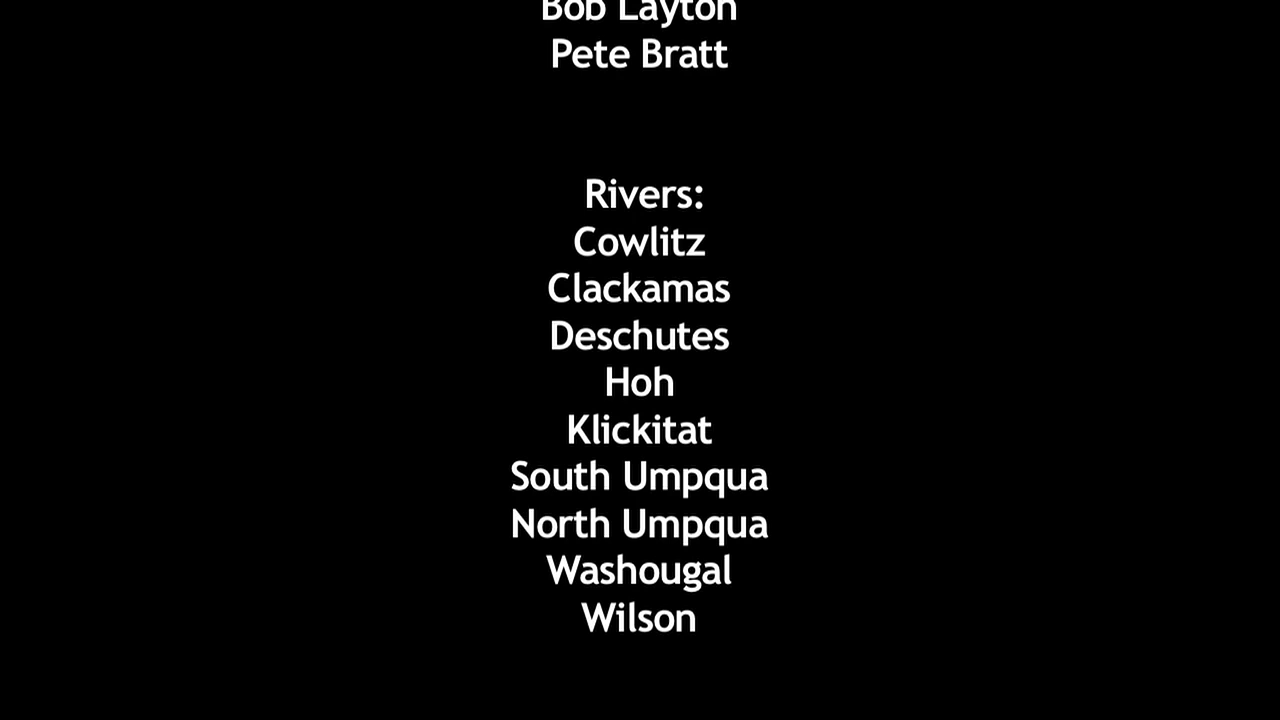 Bob Layton
Pete Bratt
Rivers:
Cowlitz
Clackamas
Deschutes
Hoh
Klickitat
South Umpqua
North Umpqua
Washougal
Wilson